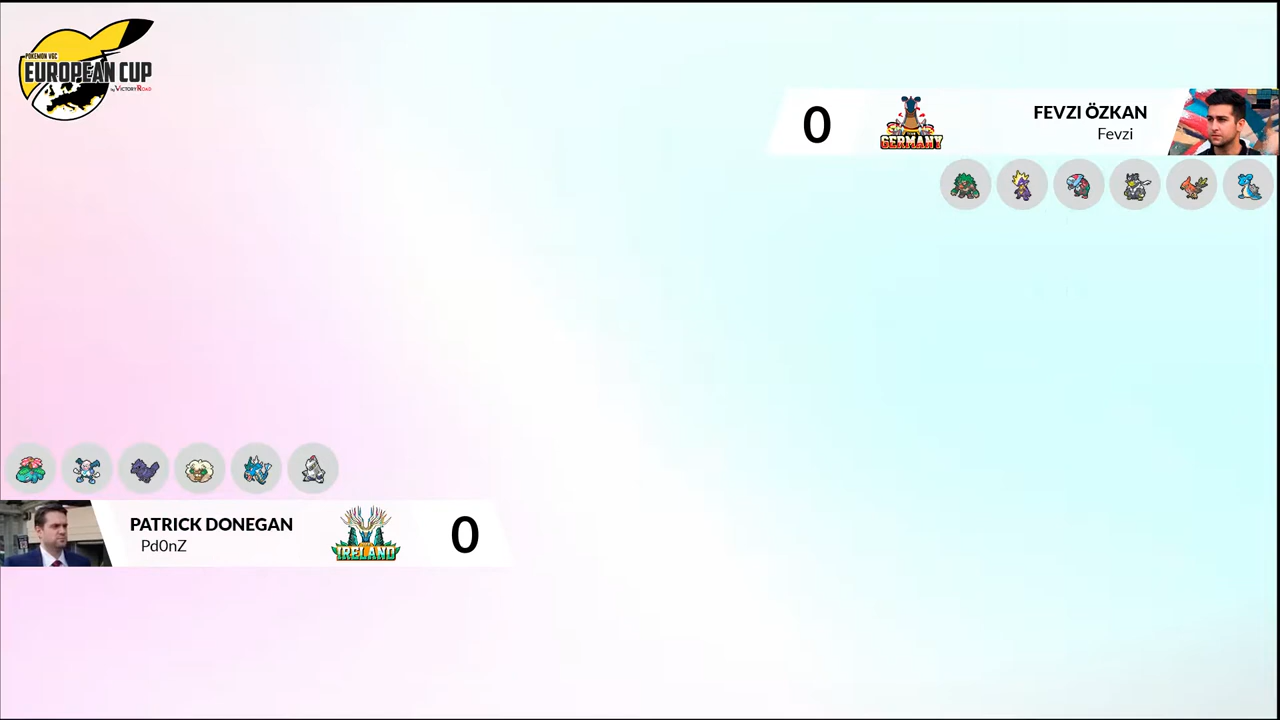 POKEMON VGC
EUROPEAN CUP
by VICTORY ROAD
0
GERMANY
FEVZI ÖZKAN
Fevzi
PATRICK DONEGAN
Pd0nZ
IRELAND
0